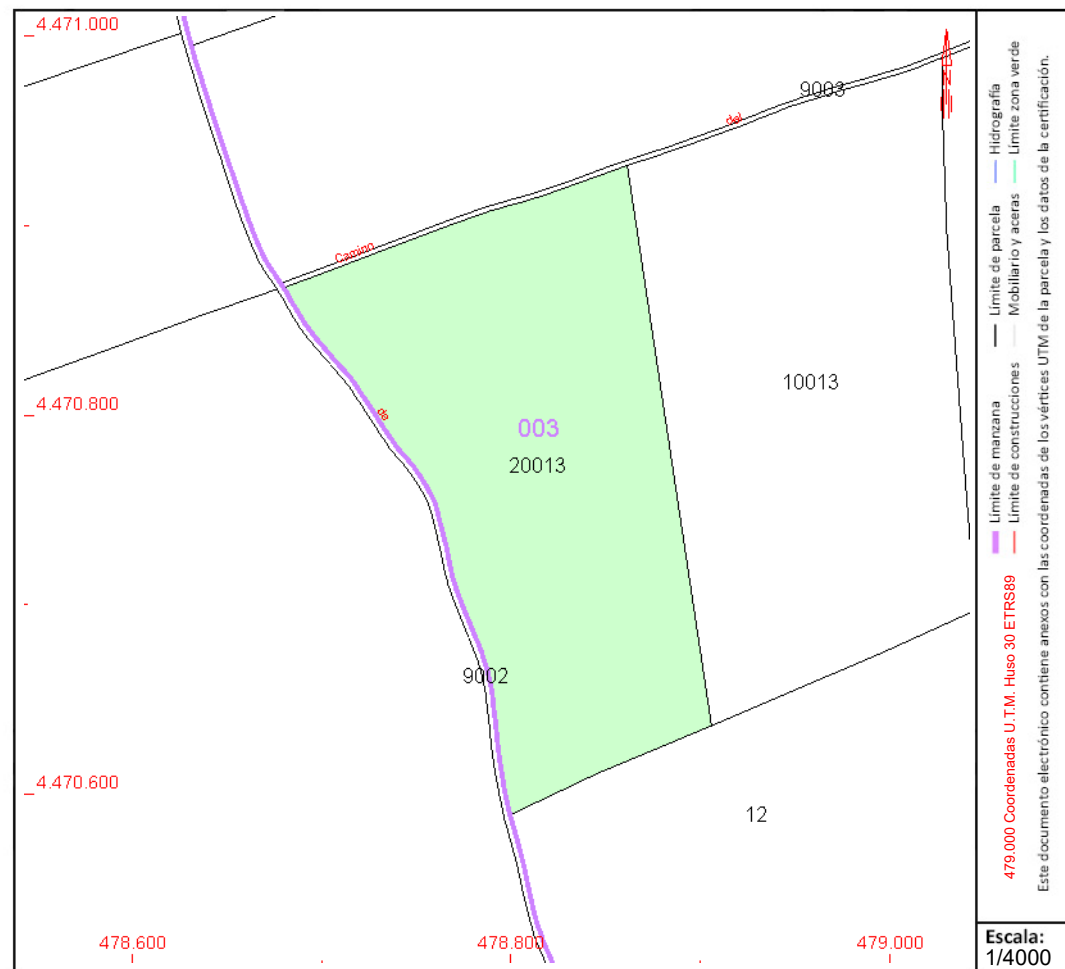 4.471.000
9003
del
Camino
10013
4.470.800
de
003
20013
9002
4.470.600
12
478.600
478.800
479.000
N
Hidrografía
Límite zona verde
Límite de parcela
Mobiliario y aceras
Límite de manzana
Límite de construcciones
479.000 Coordenadas U.T.M. Huso 30 ETRS89
Este documento electrónico contiene anexos con las coordenadas de los vértices UTM de la parcela y los datos de la certificación.
Escala:
1/4000